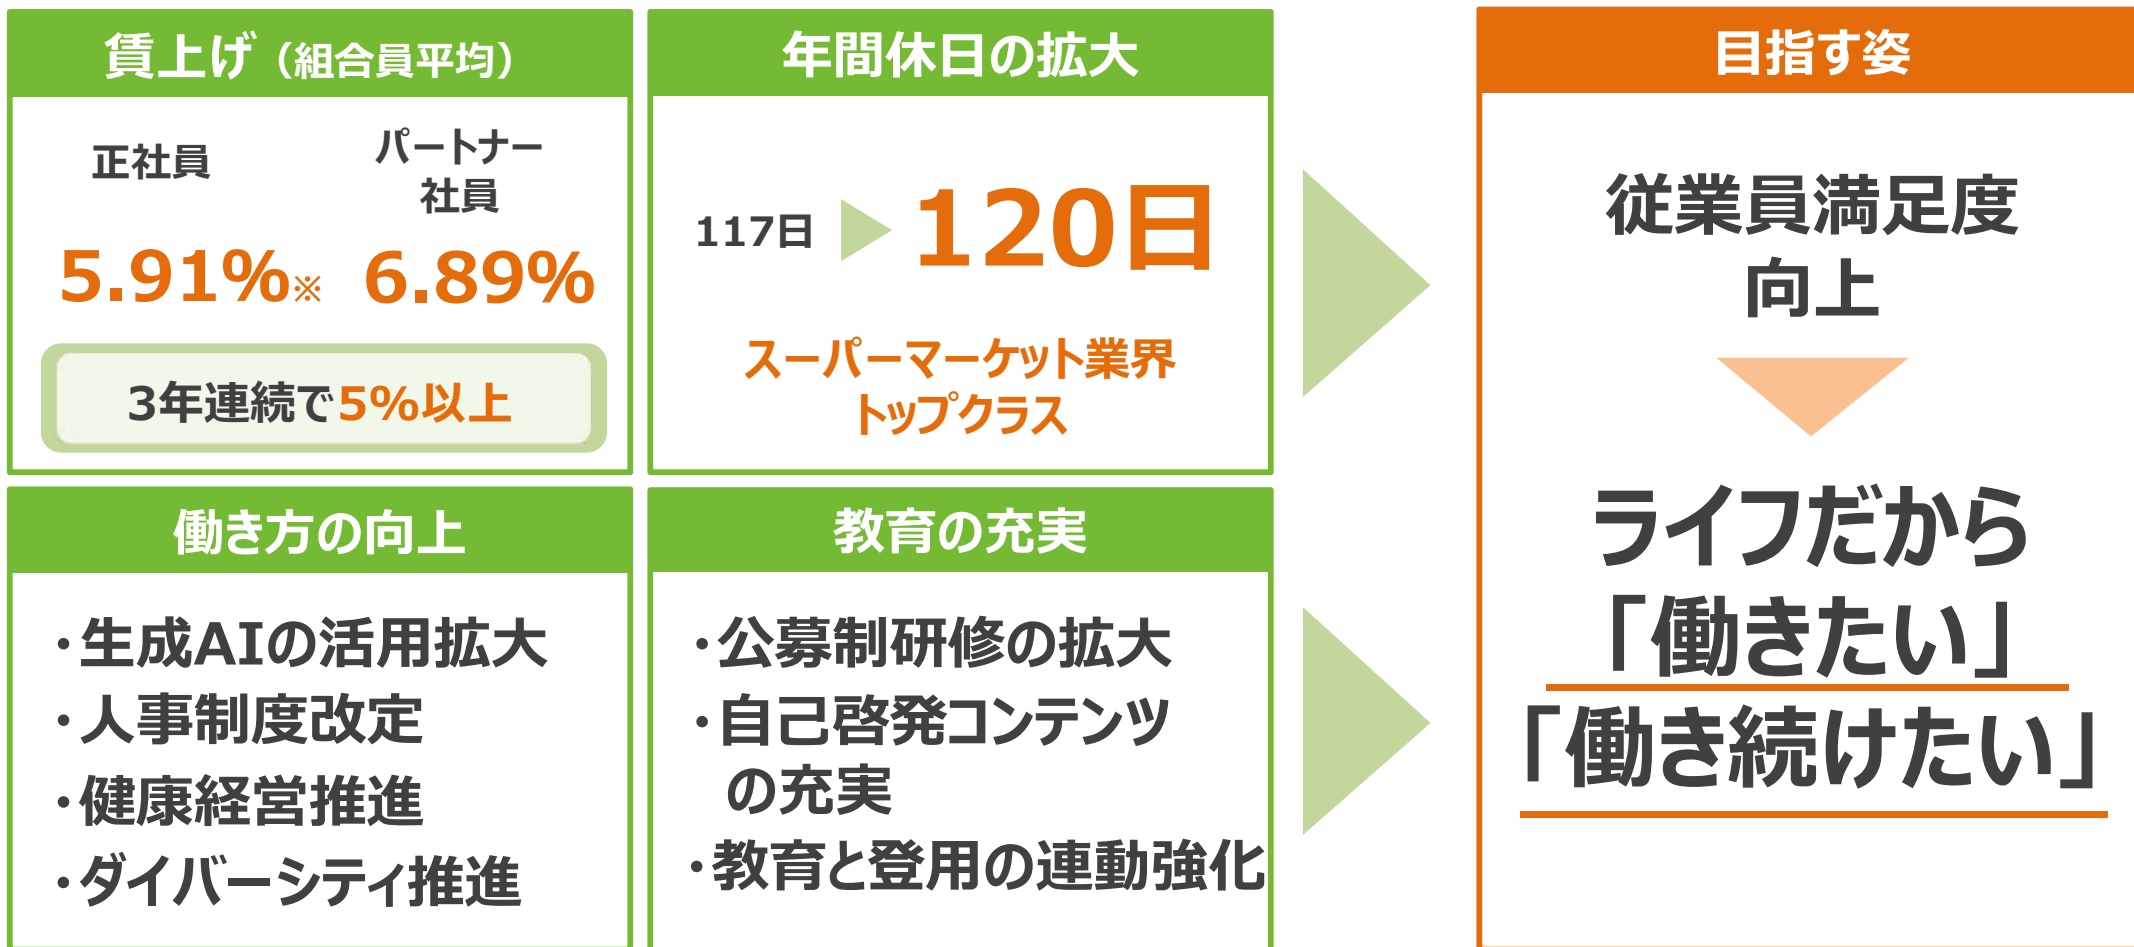 賃上げ（組合員平均）
正社員
パートナー
社員
5.91%※
6.89%
3年連続で5%以上
年間休日の拡大
117日
120日
スーパーマーケット業界
トップクラス
働き方の向上
・生成AIの活用拡大
・人事制度改定
・健康経営推進
・ダイバーシティ推進
教育の充実
・公募制研修の拡大
・自己啓発コンテンツ
の充実
・教育と登用の連動強化
目指す姿
従業員満足度
向上
ライフだから
「働きたい」
「働き続けたい」